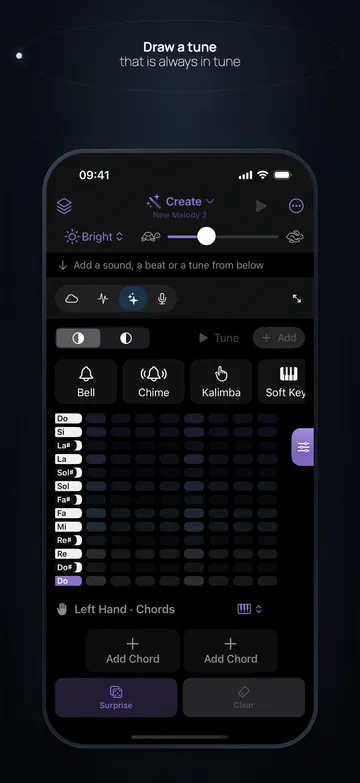 Draw a tune
that is always in tune
09:41
Create
New Melody 2
Bright
Add a sound, a beat or a tune from below
Tune
Add
Bell
Chime
Kalimba
Soft Key
Do
Si
La#
La
Sol#
Sol
Fa#
Fa
Mi
Re#
Re
Do#
Do
Left Hand · Chords
Add Chord
Add Chord
Surprise
Clear